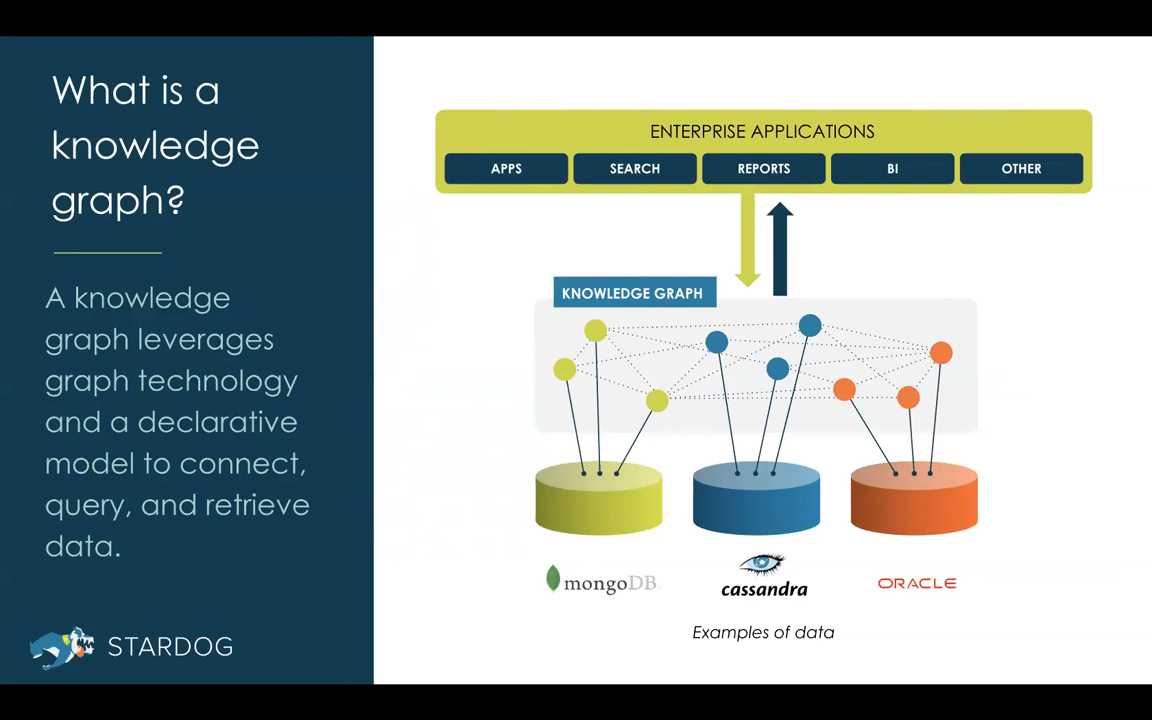 What is a
knowledge
graph?
A knowledge
graph leverages
graph technology
and a declarative
model to connect,
query, and retrieve
data.
STARDOG
ENTERPRISE APPLICATIONS
APPS
SEARCH
REPORTS
BI
OTHER
KNOWLEDGE GRAPH
mongoDB
cassandra
ORACLE
Examples of data